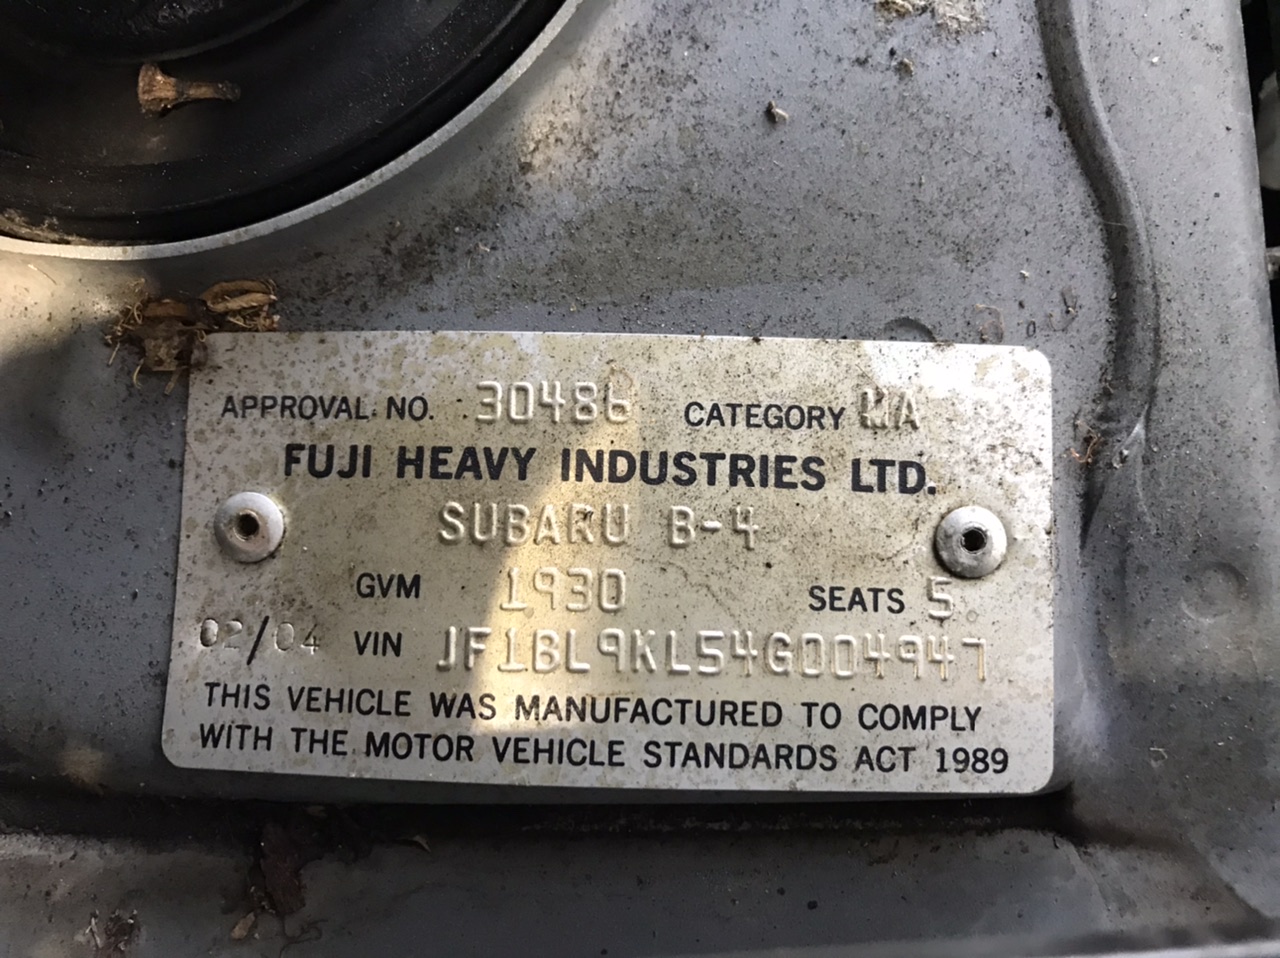 APPROVAL NO. 30486 CATEGORY MA
FUJI HEAVY INDUSTRIES LTD.
SUBARU B-4
GVM 1930 SEATS 5
02/04 VIN JF1BL9KL54G004947
THIS VEHICLE WAS MANUFACTURED TO COMPLY
WITH THE MOTOR VEHICLE STANDARDS ACT 1989